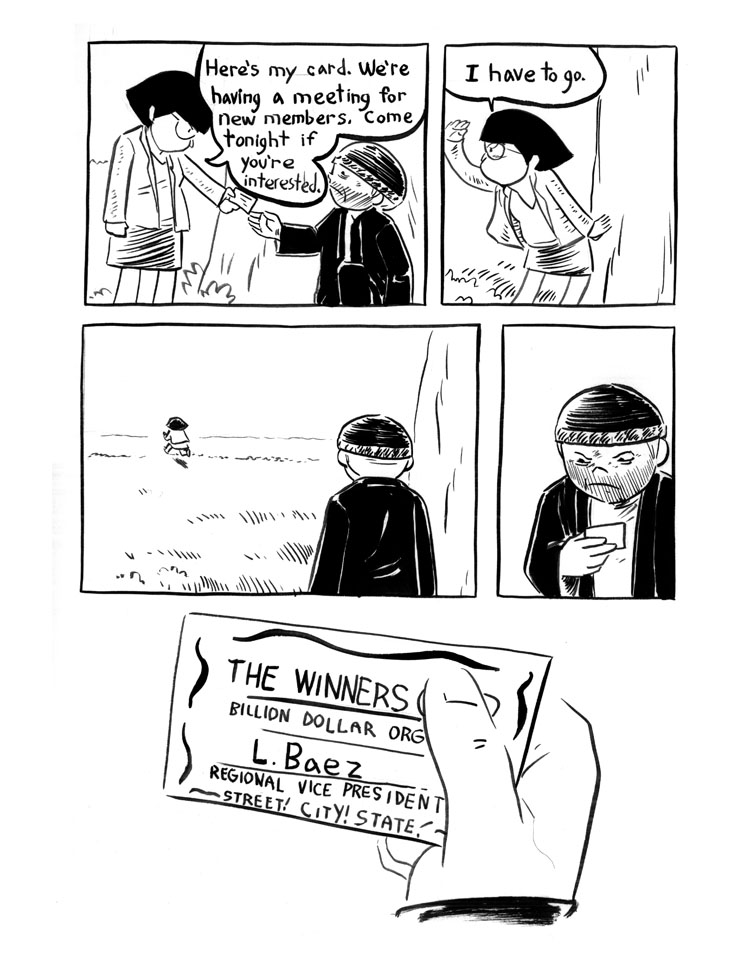 Here's my card. We're
having a meeting for
new members. Come
tonight if
you're
interested.
I have to go.
THE WINNERS
BILLION DOLLAR ORG
L. Baez
REGIONAL VICE PRESIDENT
STREET! CITY! STATE!